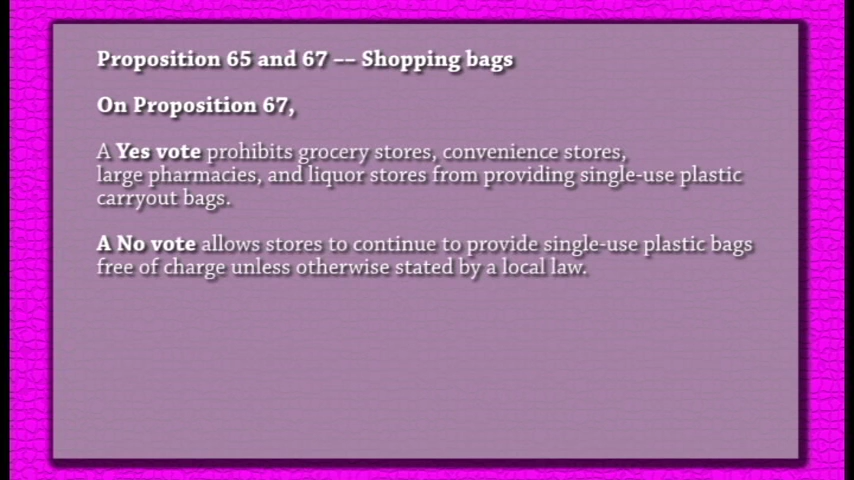 Proposition 65 and 67 -- Shopping bags
On Proposition 67,
A Yes vote prohibits grocery stores, convenience stores,
large pharmacies, and liquor stores from providing single-use plastic
carryout bags.
A No vote allows stores to continue to provide single-use plastic bags
free of charge unless otherwise stated by a local law.